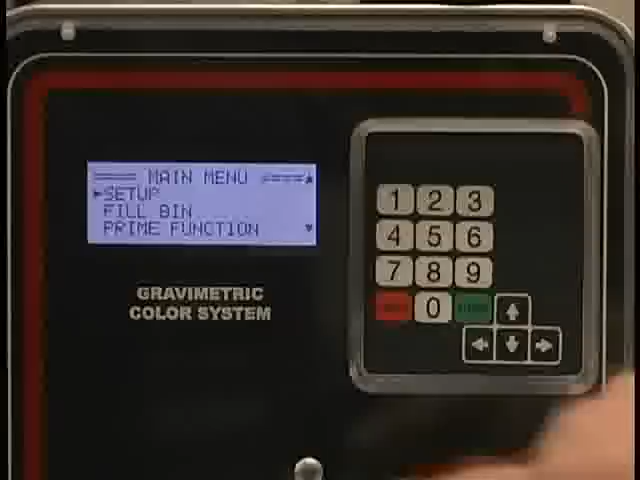 ==== MAIN MENU ====
SETUP
FILL BIN
PRIME FUNCTION
GRAVIMETRIC
COLOR SYSTEM
1 2 3
4 5 6
7 8 9
0